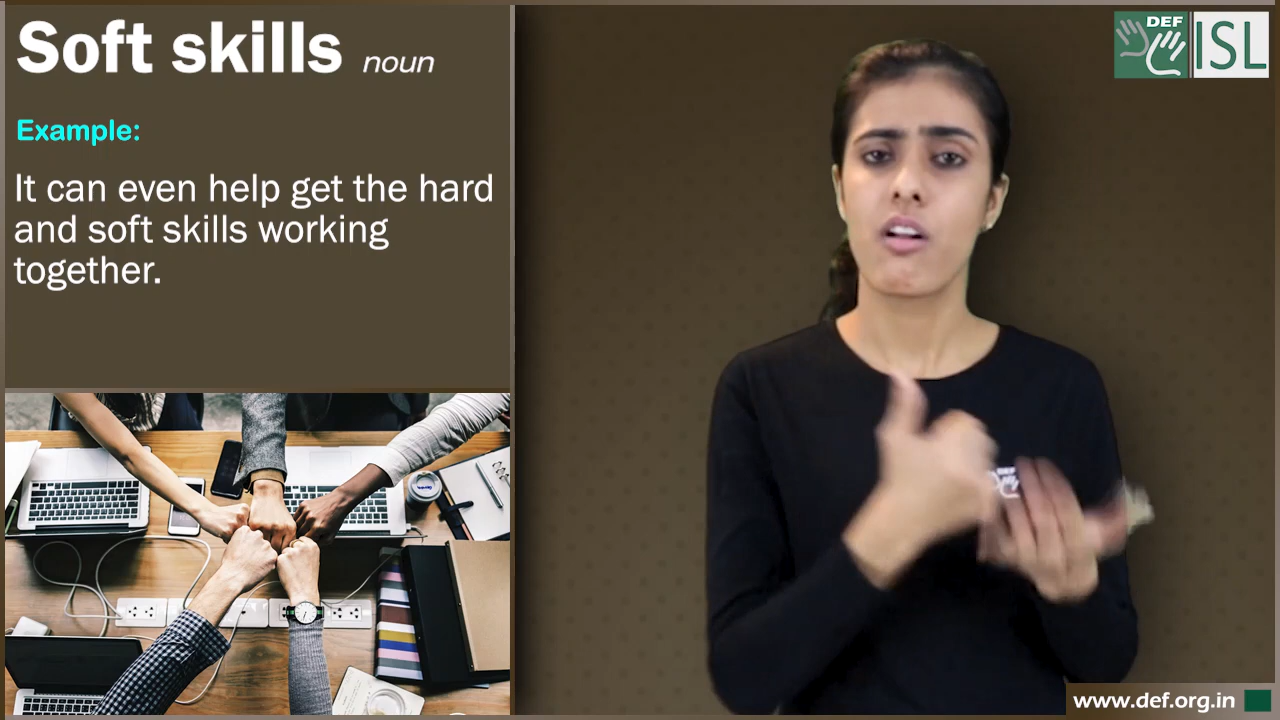 Soft skills noun
Example:
It can even help get the hard
and soft skills working
together.
DEF
ISL
DEF
www.def.org.in